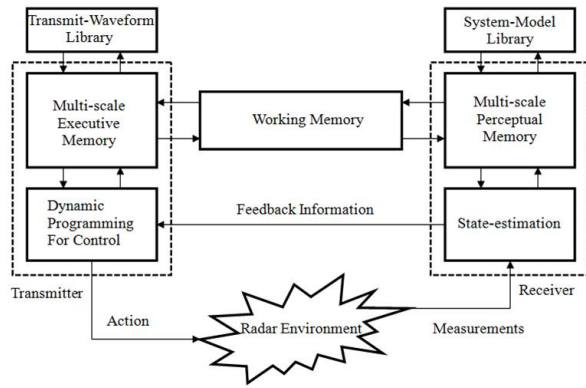 Transmit-Waveform
Library
System-Model
Library
Multi-scale
Executive
Memory
Working Memory
Multi-scale
Perceptual
Memory
Dynamic
Programming
For Control
Feedback Information
State-estimation
Transmitter
Receiver
Action
Radar Environment
Measurements